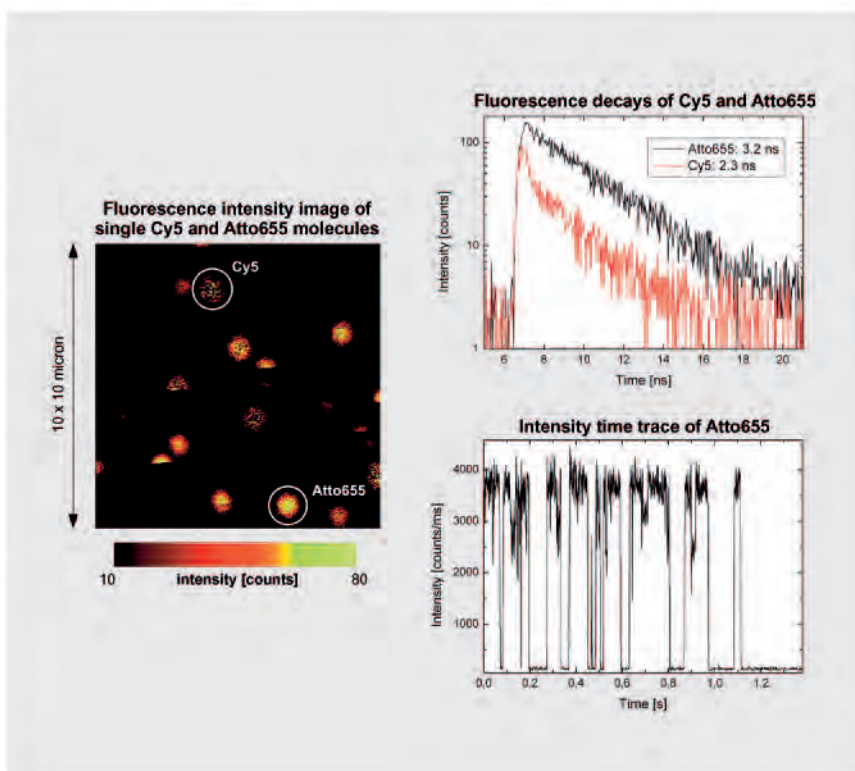 Fluorescence intensity image of
single Cy5 and Atto655 molecules
Cy5
10 x 10 micron
Atto655
10
intensity [counts]
80
Fluorescence decays of Cy5 and Atto655
Atto655: 3.2 ns
Cy5: 2.3 ns
Intensity [counts]
100
10
1
6 8 10 12 14 16 18 20
Time [ns]
Intensity time trace of Atto655
Intensity [counts/ms]
4000
3000
2000
1000
0,0 0,2 0,4 0,6 0,8 1,0 1,2
Time [s]